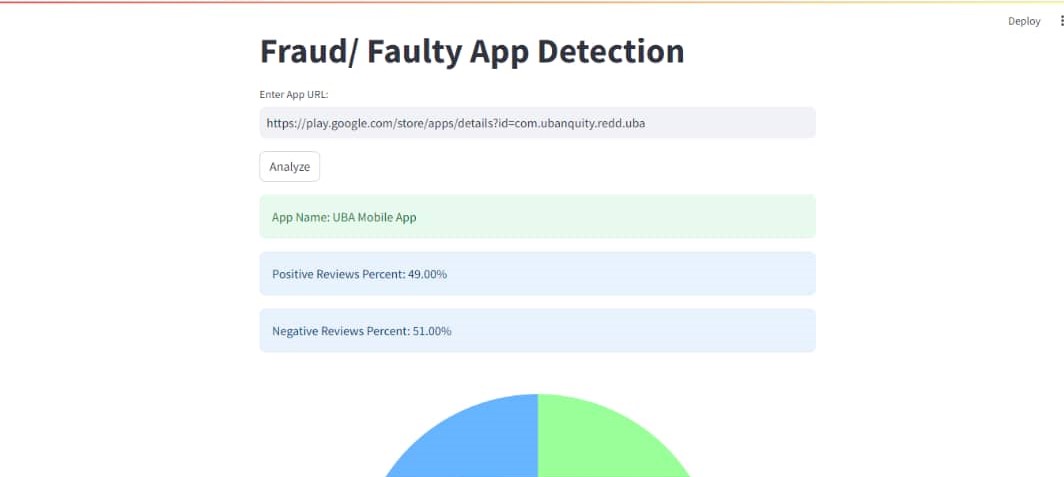 Deploy
Fraud/ Faulty App Detection
Enter App URL:
https://play.google.com/store/apps/details?id=com.ubanquity.redd.uba
Analyze
App Name: UBA Mobile App
Positive Reviews Percent: 49.00%
Negative Reviews Percent: 51.00%